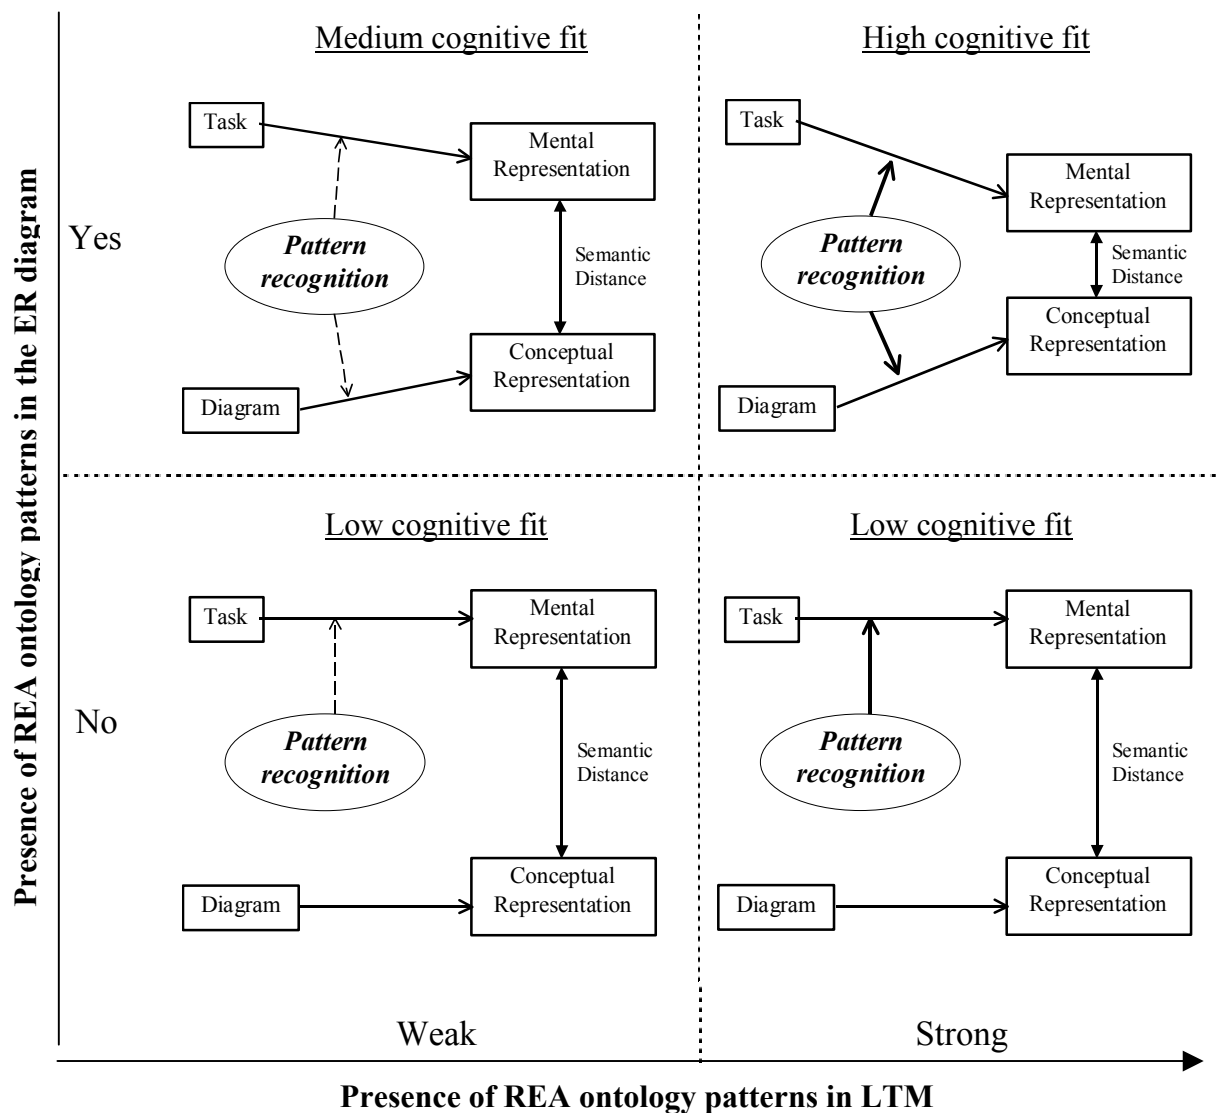 Presence of REA ontology patterns in the ER diagram
Yes
Medium cognitive fit
Task
Mental
Representation
Pattern
recognition
Semantic
Distance
Conceptual
Representation
Diagram
High cognitive fit
Task
Mental
Representation
Pattern
recognition
Semantic
Distance
Conceptual
Representation
Diagram
No
Low cognitive fit
Task
Mental
Representation
Pattern
recognition
Semantic
Distance
Conceptual
Representation
Diagram
Low cognitive fit
Task
Mental
Representation
Pattern
recognition
Semantic
Distance
Conceptual
Representation
Diagram
Weak
Strong
Presence of REA ontology patterns in LTM